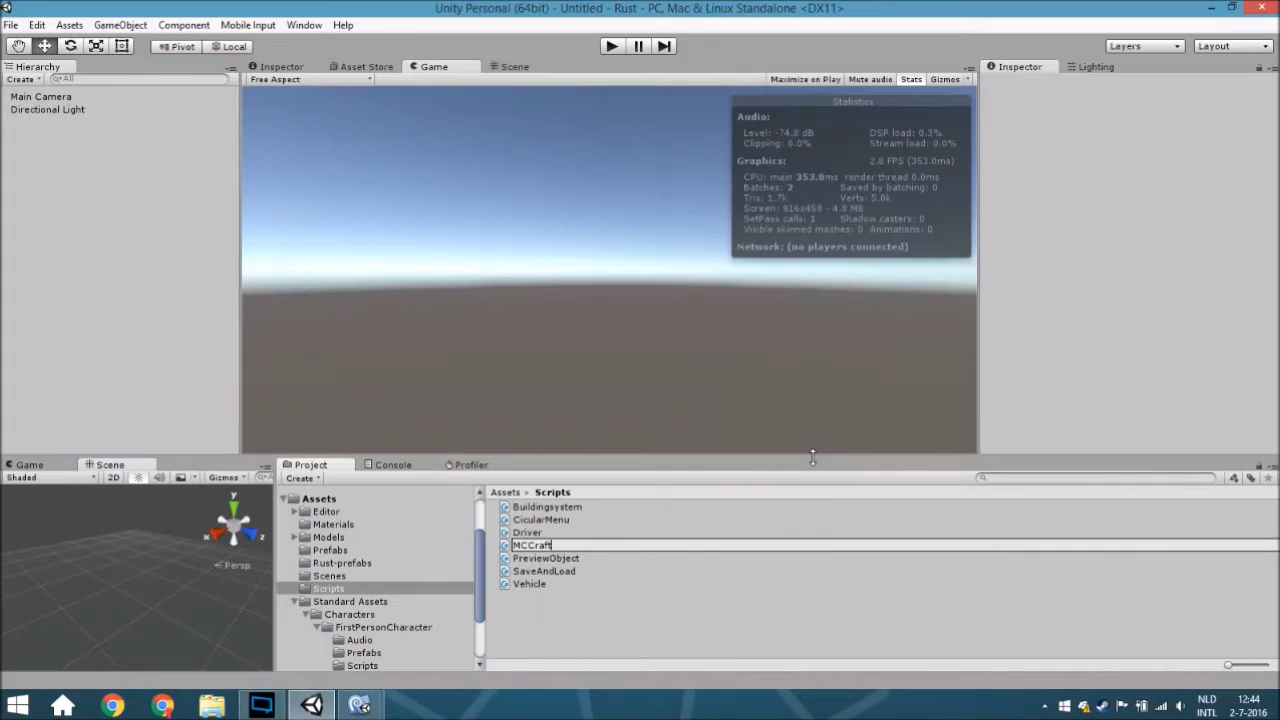 Unity Personal (64bit) - Untitled - Rust - PC, Mac & Linux Standalone <DX11>
File Edit Assets GameObject Component Mobile Input Window Help
Pivot Local Layers Layout
Hierarchy Inspector Asset Store Game Scene Inspector Lighting
Create All Free Aspect Maximize on Play Mute audio Stats Gizmos
Main Camera
Directional Light
Statistics
Audio:
Level: -74.8 dB DSP load: 0.3%
Clipping: 0.0% Stream load: 0.0%
Graphics: 2.8 FPS (353.0ms)
CPU: main 353.0ms render thread 0.0ms
Batches: 2 Saved by batching: 0
Tris: 1.7k Verts: 5.0k
Screen: 916x458 - 4.8 MB
SetPass calls: 1 Shadow casters: 0
Visible skinned meshes: 0 Animations: 0
Network: (no players connected)
Game Scene Project Console Profiler
Shaded 2D Gizmos Create
Assets Scripts
Assets
Editor
Materials
Models
Prefabs
Rust-prefabs
Scenes
Scripts
Standard Assets
Characters
FirstPersonCharacter
Audio
Prefabs
Scripts
Buildingsystem
CicularMenu
Driver
MCCraft
PreviewObject
SaveAndLoad
Vehicle
y
x
z
Persp
NLD
INTL
12:44
2-7-2016